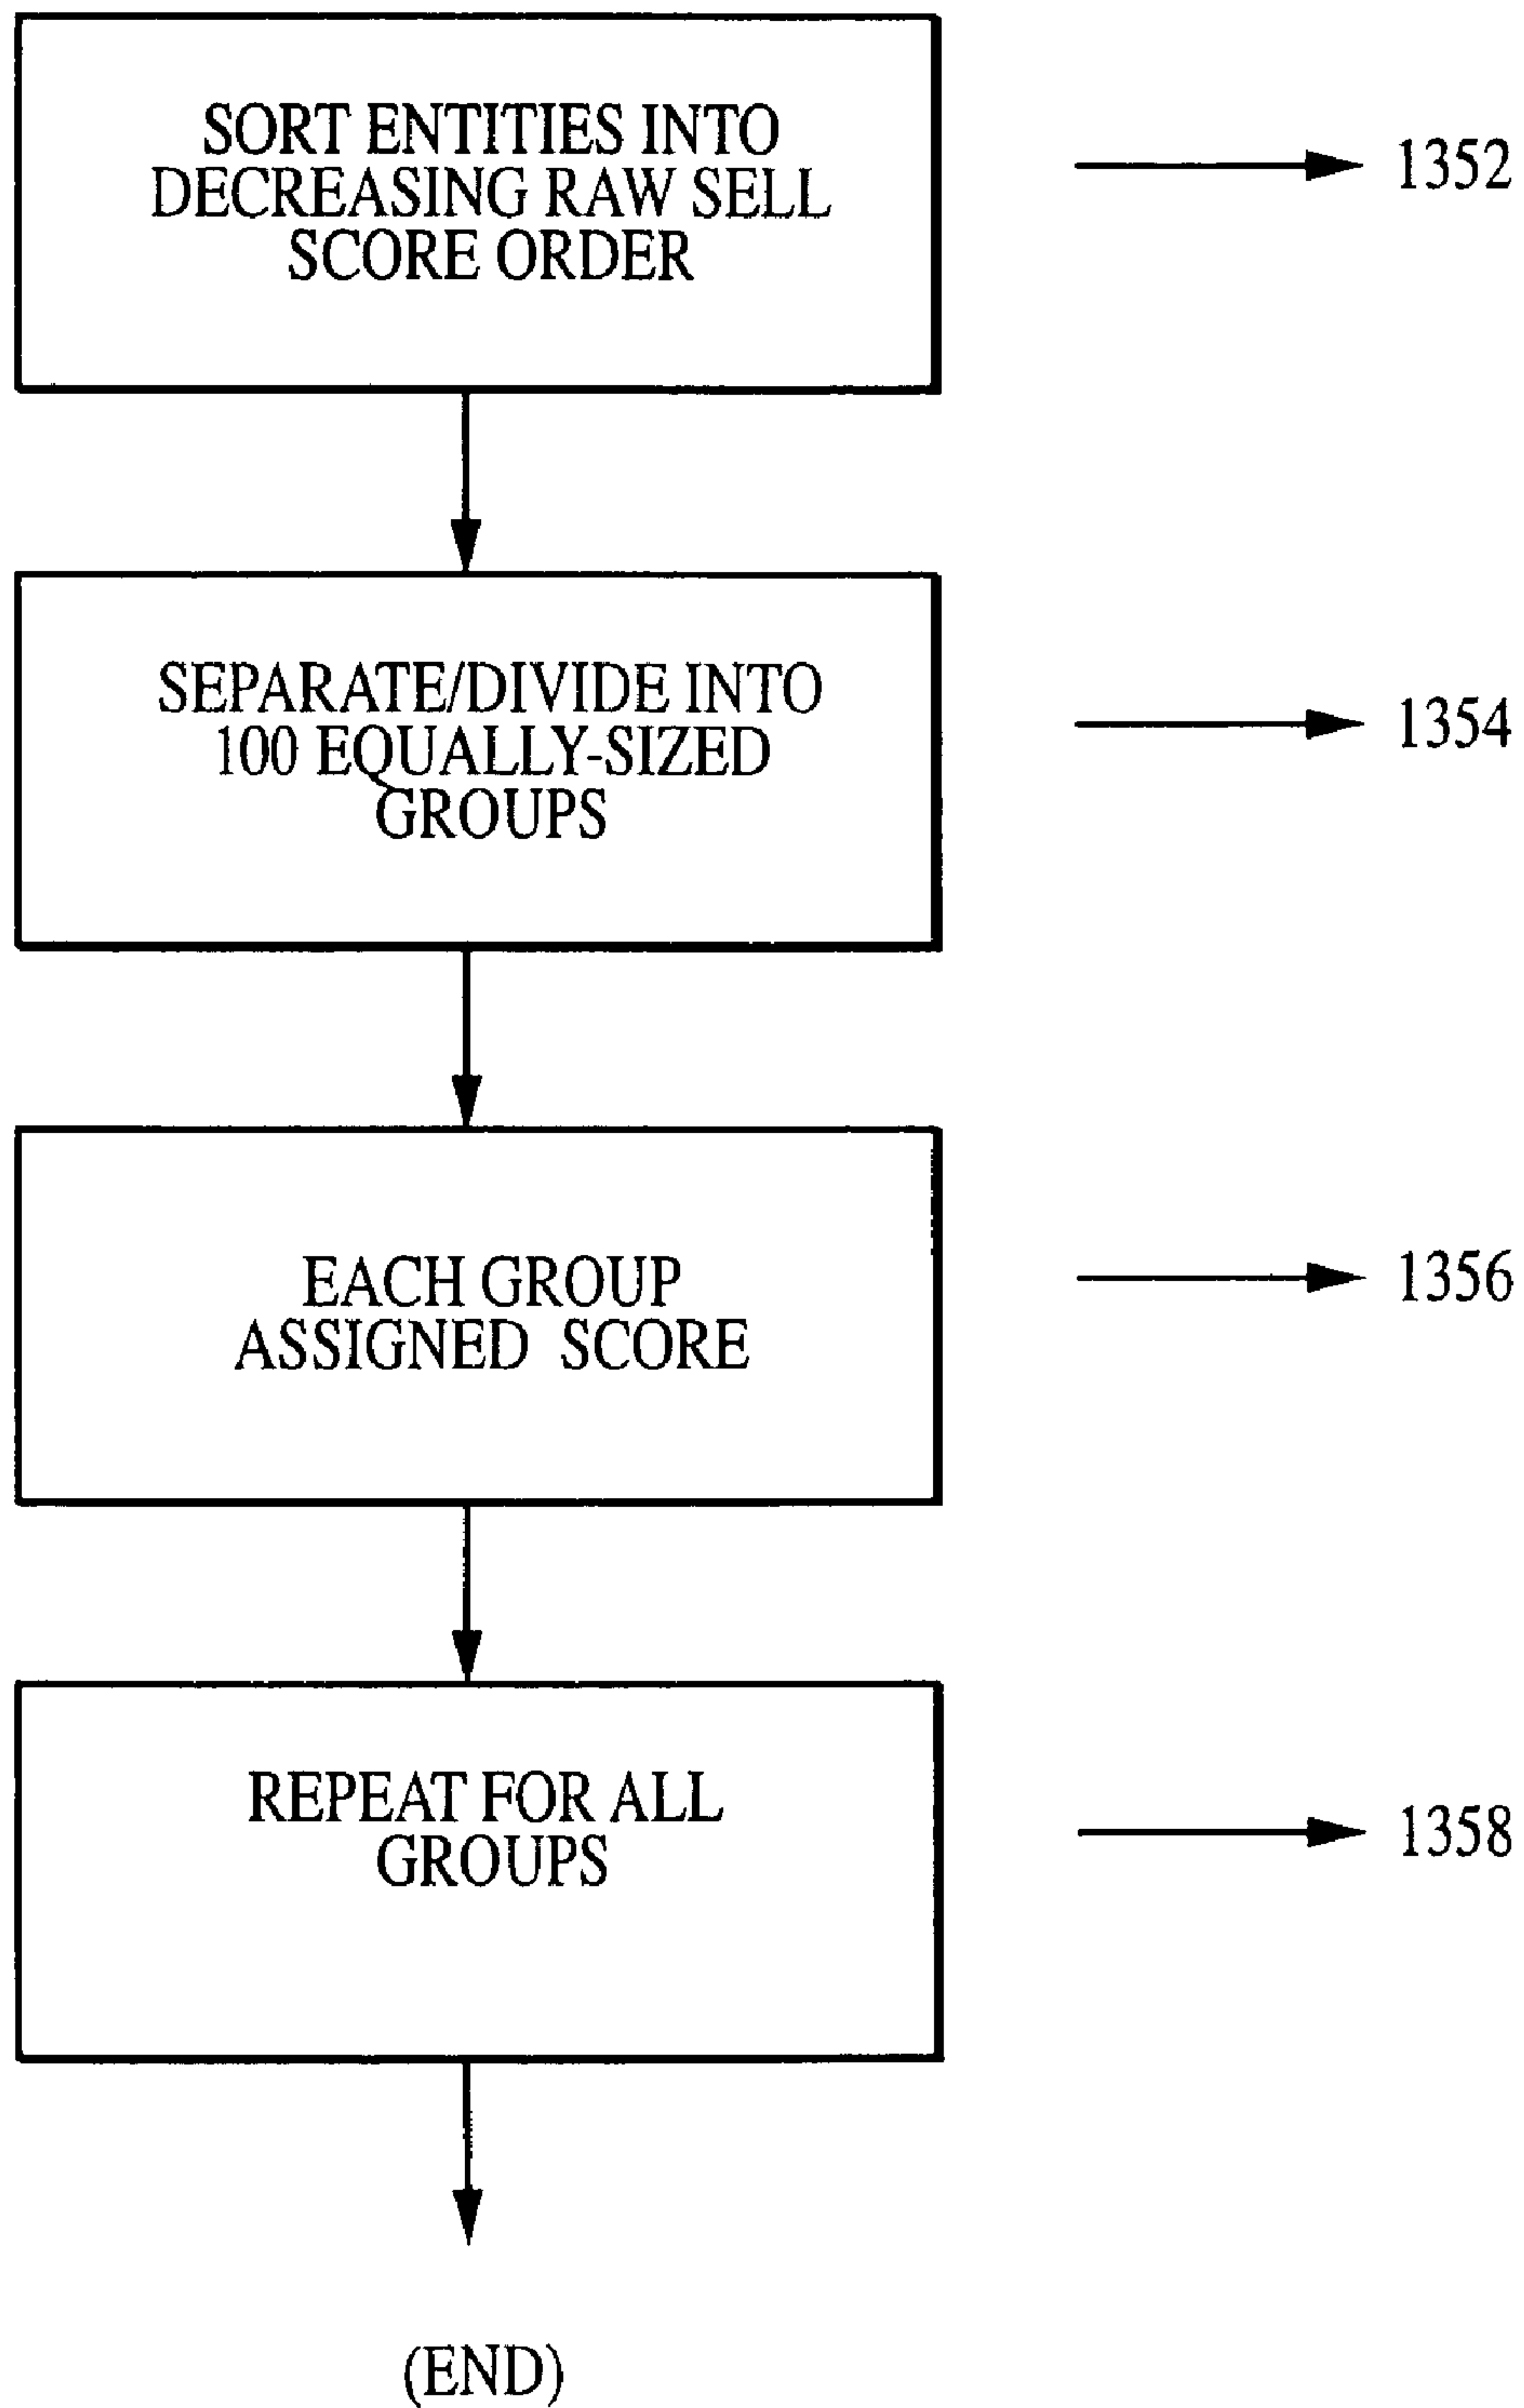 SORT ENTITIES INTO
DECREASING RAW SELL
SCORE ORDER
1352
SEPARATE/DIVIDE INTO
100 EQUALLY-SIZED
GROUPS
1354
EACH GROUP
ASSIGNED SCORE
1356
REPEAT FOR ALL
GROUPS
1358
(END)